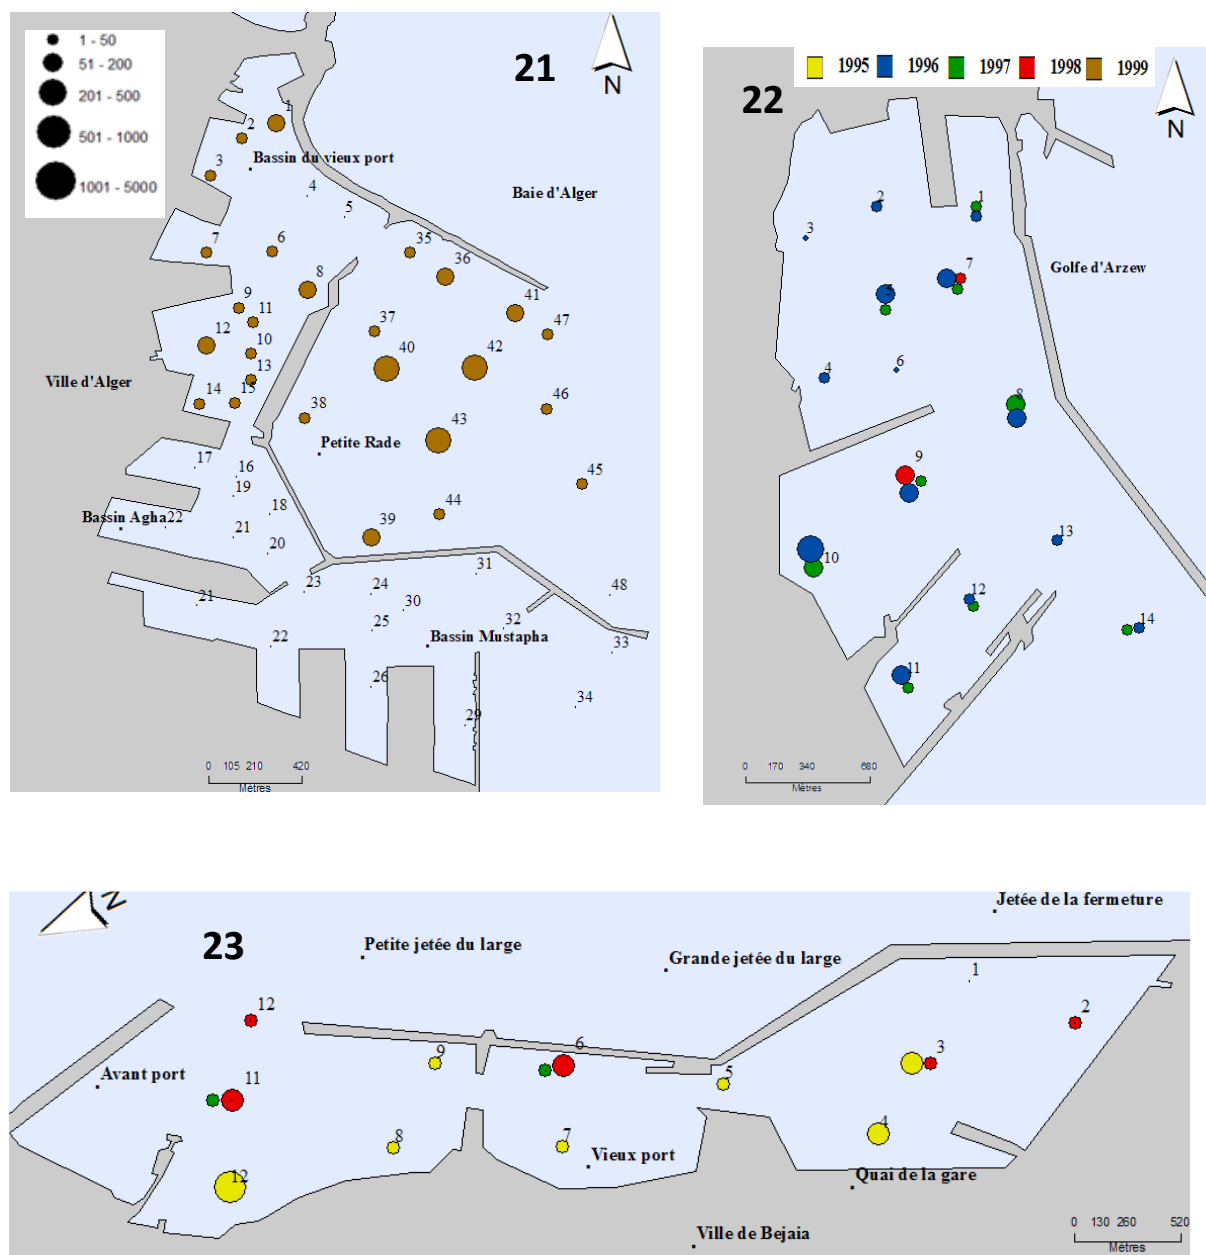 1 - 50
51 - 200
201 - 500
501 - 1000
1001 - 5000
21
N
1
2
Bassin du vieux port
3
4
5
Baie d'Alger
7
6
35
36
8
9
11
41
12
37
47
10
40
42
13
Ville d'Alger
14
15
38
46
43
Petite Rade
17
16
45
19
18
44
Bassin Agha
22
39
21
20
31
23
24
48
21
30
25
32
22
Bassin Mustapha
33
26
34
29
0 105 210 420
Mètres
1995 1996 1997 1998 1999
22
N
2
1
3
Golfe d'Arzew
7
5
6
4
8
9
13
10
12
14
11
0 170 340 680
Mètres
N
23
Jetée de la fermeture
Petite jetée du large
Grande jetée du large
1
12
2
9
6
3
Avant port
11
5
8
7
4
Vieux port
12
Quai de la gare
Ville de Bejaia
0 130 260 520
Mètres